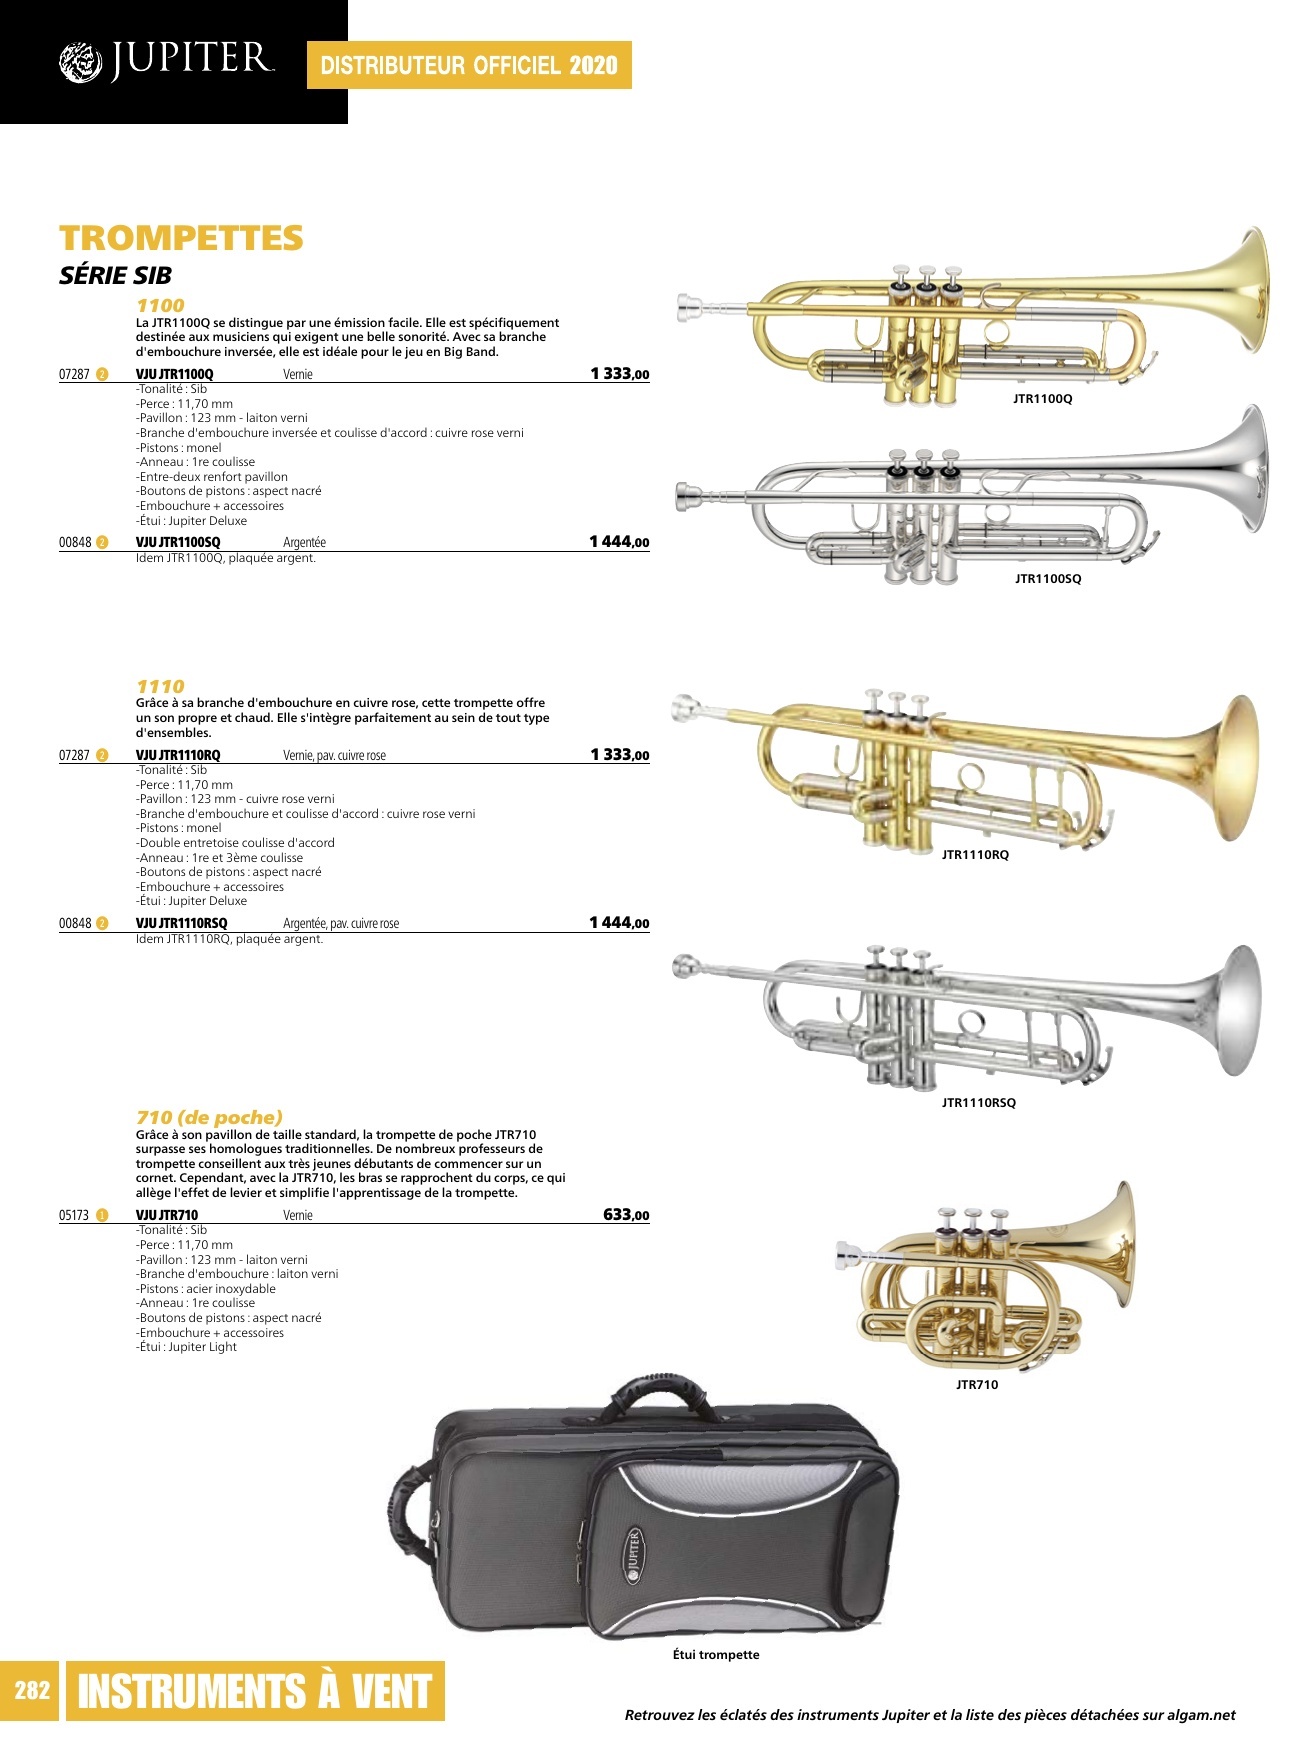 JUPITER
DISTRIBUTEUR OFFICIEL 2020
TROMPETTES
SÉRIE SIB
1100
La JTR1100Q se distingue par une émission facile. Elle est spécifiquement
destinée aux musiciens qui exigent une belle sonorité. Avec sa branche
d'embouchure inversée, elle est idéale pour le jeu en Big Band.
07287 2 VJU JTR1100Q Vernie 1 333,00
-Tonalité : Sib
-Perce : 11,70 mm
-Pavillon : 123 mm - laiton verni
-Branche d'embouchure inversée et coulisse d'accord : cuivre rose verni
-Pistons : monel
-Anneau : 1re coulisse
-Entre-deux renfort pavillon
-Boutons de pistons : aspect nacré
-Embouchure + accessoires
-Étui : Jupiter Deluxe
00848 2 VJU JTR1100SQ Argentée 1 444,00
Idem JTR1100Q, plaquée argent.
JTR1100Q
JTR1100SQ
1110
Grâce à sa branche d'embouchure en cuivre rose, cette trompette offre
un son propre et chaud. Elle s'intègre parfaitement au sein de tout type
d'ensembles.
07287 2 VJU JTR1110RQ Vernie, pav. cuivre rose 1 333,00
-Tonalité : Sib
-Perce : 11,70 mm
-Pavillon : 123 mm - cuivre rose verni
-Branche d'embouchure et coulisse d'accord : cuivre rose verni
-Pistons : monel
-Double entretoise coulisse d'accord
-Anneau : 1re et 3ème coulisse
-Boutons de pistons : aspect nacré
-Embouchure + accessoires
-Étui : Jupiter Deluxe
00848 2 VJU JTR1110RSQ Argentée, pav. cuivre rose 1 444,00
Idem JTR1110RQ, plaquée argent.
JTR1110RQ
JTR1110RSQ
710 (de poche)
Grâce à son pavillon de taille standard, la trompette de poche JTR710
surpasse ses homologues traditionnelles. De nombreux professeurs de
trompette conseillent aux très jeunes débutants de commencer sur un
cornet. Cependant, avec la JTR710, les bras se rapprochent du corps, ce qui
allège l'effet de levier et simplifie l'apprentissage de la trompette.
05173 1 VJU JTR710 Vernie 633,00
-Tonalité : Sib
-Perce : 11,70 mm
-Pavillon : 123 mm - laiton verni
-Branche d'embouchure : laiton verni
-Pistons : acier inoxydable
-Anneau : 1re coulisse
-Boutons de pistons : aspect nacré
-Embouchure + accessoires
-Étui : Jupiter Light
JTR710
JUPITER
Étui trompette
282 INSTRUMENTS À VENT
Retrouvez les éclatés des instruments Jupiter et la liste des pièces détachées sur algam.net